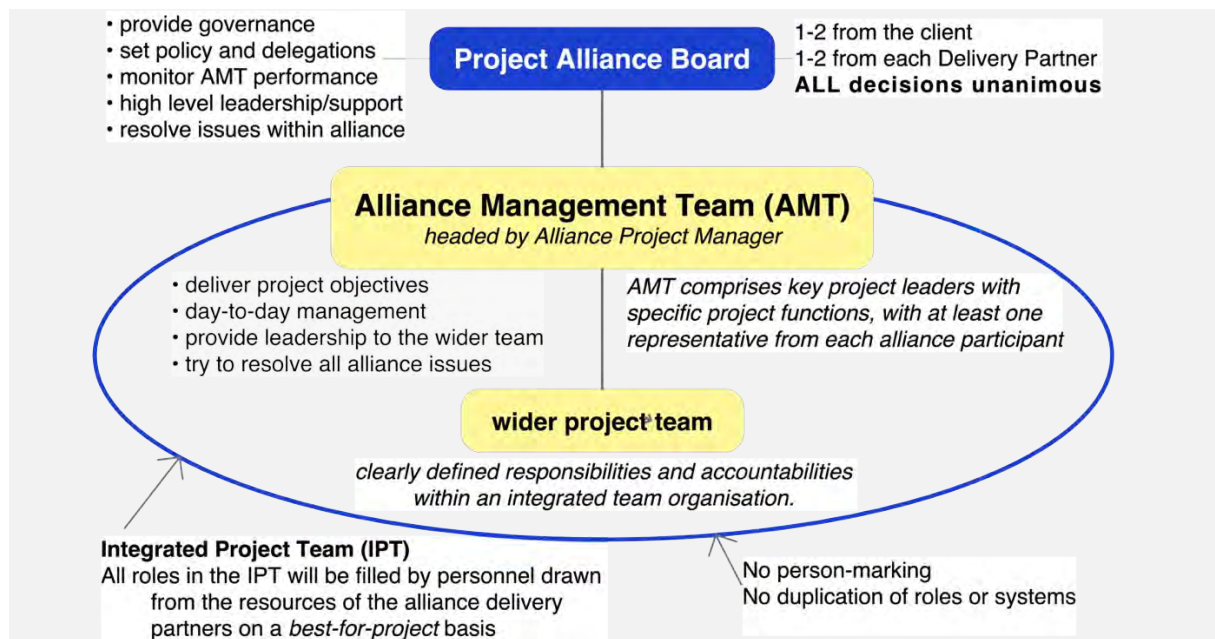 • provide governance
• set policy and delegations
• monitor AMT performance
• high level leadership/support
• resolve issues within alliance
Project Alliance Board
1-2 from the client
1-2 from each Delivery Partner
ALL decisions unanimous
Alliance Management Team (AMT)
headed by Alliance Project Manager
• deliver project objectives
• day-to-day management
• provide leadership to the wider team
• try to resolve all alliance issues
AMT comprises key project leaders with
specific project functions, with at least one
representative from each alliance participant
wider project team
clearly defined responsibilities and accountabilities
within an integrated team organisation.
Integrated Project Team (IPT)
All roles in the IPT will be filled by personnel drawn
from the resources of the alliance delivery
partners on a best-for-project basis
No person-marking
No duplication of roles or systems